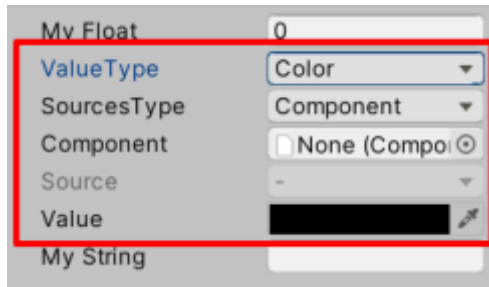 My Float 0
ValueType Color
SourcesType Component
Component None (Compo
Source -
Value
My String